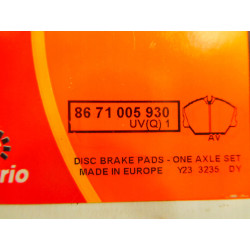 86 71 005 930
UV(Q) 1
AV
DISC BRAKE PADS - ONE AXLE SET
MADE IN EUROPE Y23 3235 DY
rio